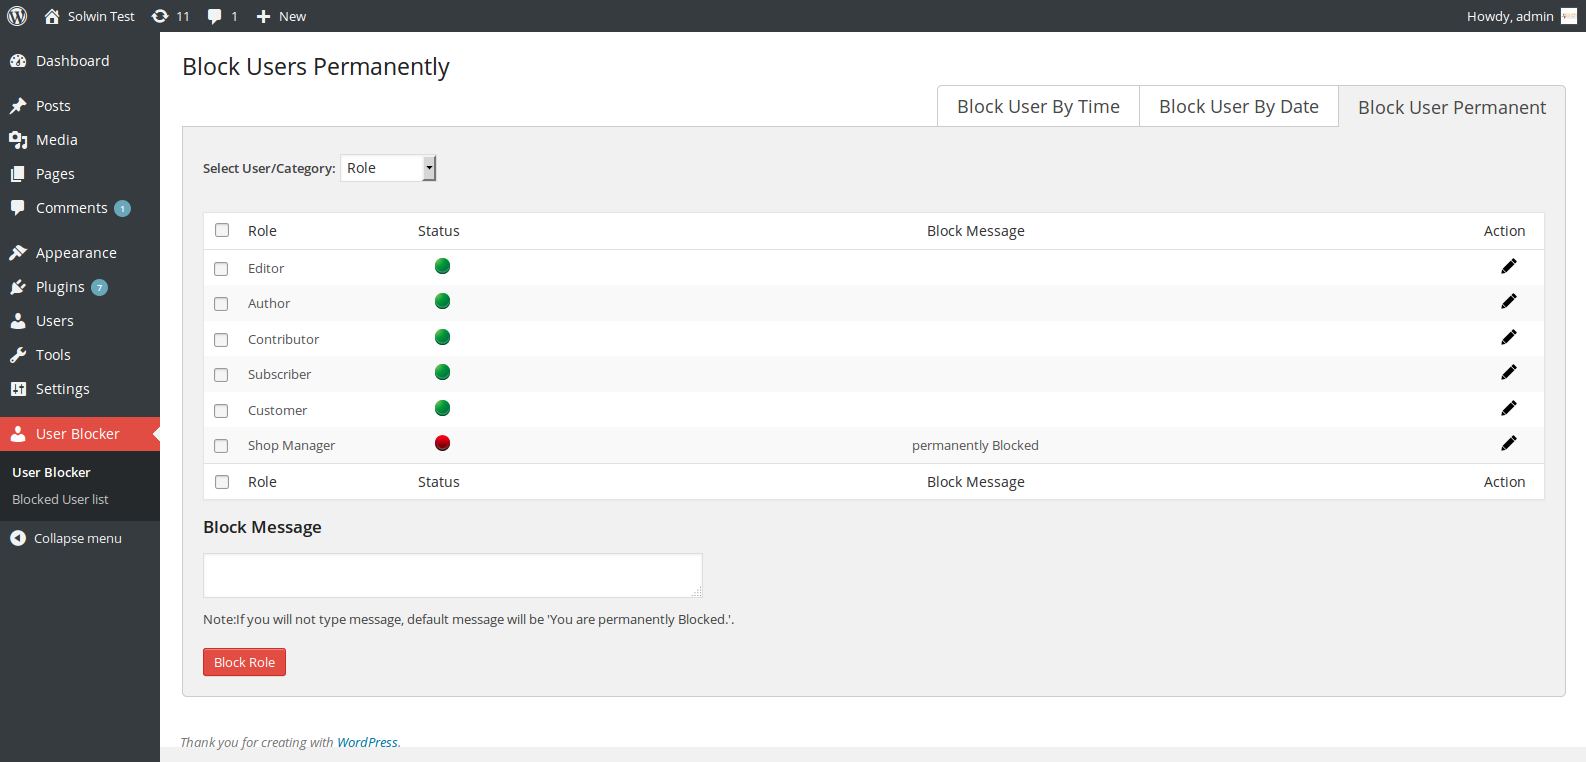 Solwin Test 11 1 New Howdy, admin
Dashboard
Posts
Media
Pages
Comments 1
Appearance
Plugins 7
Users
Tools
Settings
User Blocker
User Blocker
Blocked User list
Collapse menu
Block Users Permanently
Block User By Time Block User By Date Block User Permanent
Select User/Category: Role
Role Status Block Message Action
Editor
Author
Contributor
Subscriber
Customer
Shop Manager permanently Blocked
Role Status Block Message Action
Block Message
Note:If you will not type message, default message will be 'You are permanently Blocked.'.
Block Role
Thank you for creating with WordPress.